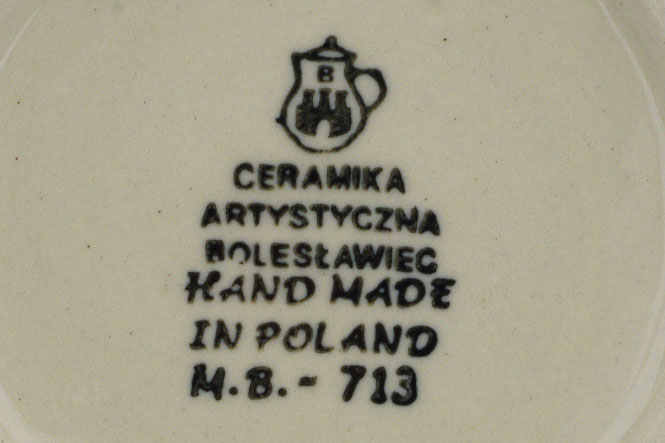 B
CERAMIKA
ARTYSTYCZNA
BOLESŁAWIEC
HAND MADE
IN POLAND
M.B.- 713